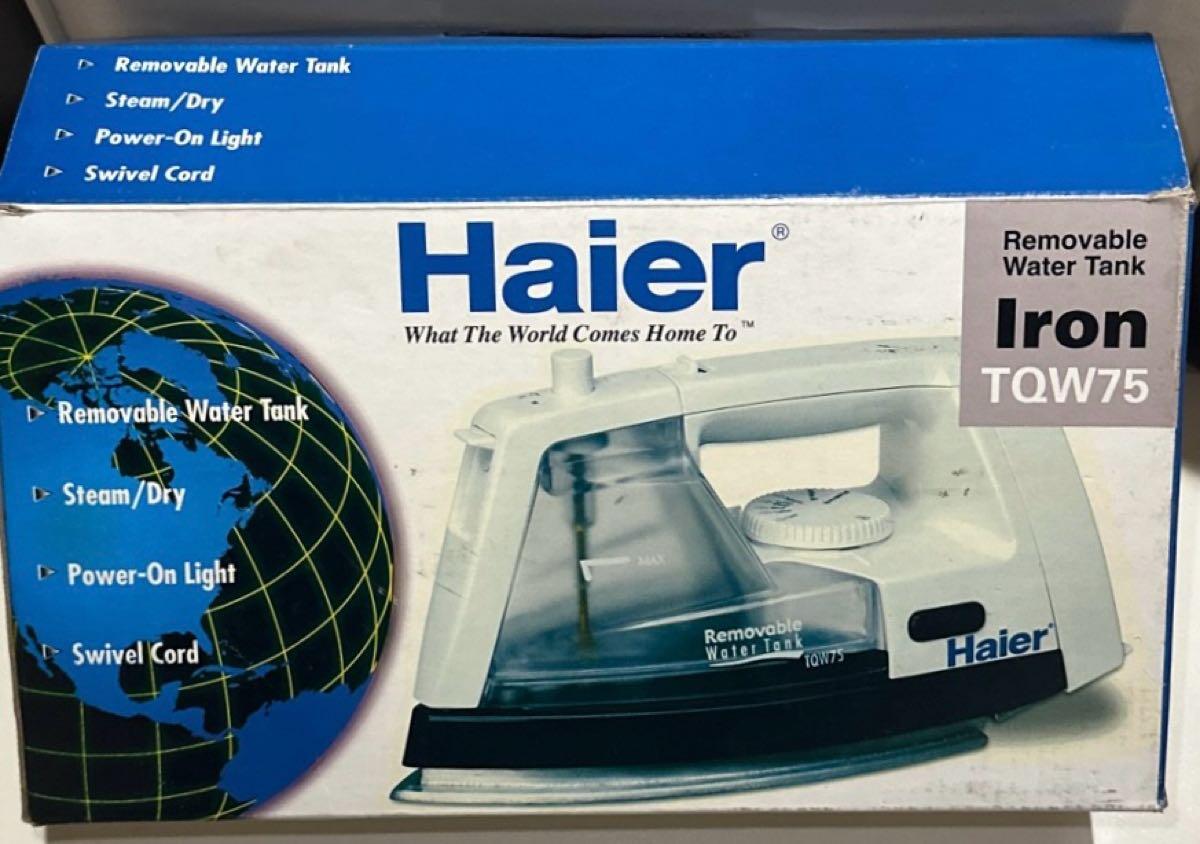 Removable Water Tank
Steam/Dry
Power-On Light
Swivel Cord
Haier®
What The World Comes Home To™
Removable
Water Tank
Iron
TQW75
Removable Water Tank
Steam/Dry
Power-On Light
Swivel Cord
MAX
Removable
Water Tank
TQW75
Haier®